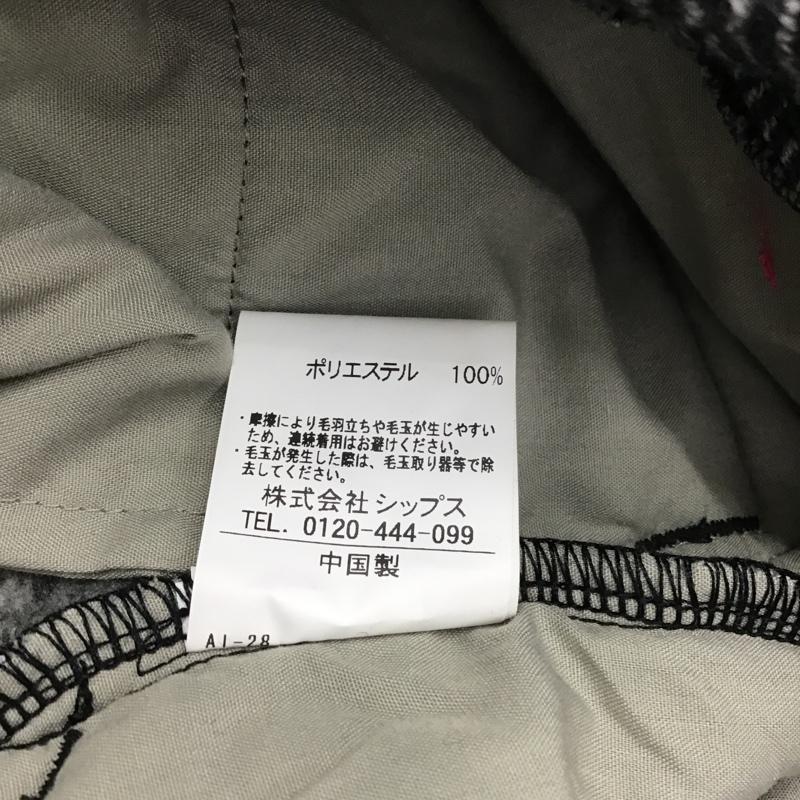 ポリエステル 100%
・摩擦により毛羽立ちや毛玉が生じやすい
ため、連続着用はお避けください。
・毛玉が発生した際は、毛玉取り器等で除
去してください。
株式会社シップス
TEL. 0120-444-099
中国製
AI-28